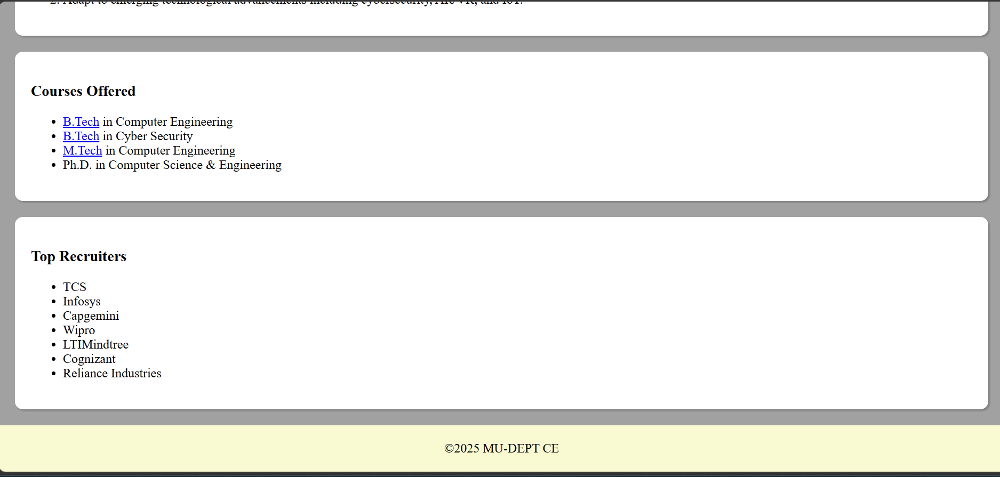 2. Adapt to emerging technological advancements including cybersecurity, AR/VR, and IoT.
Courses Offered
• B.Tech in Computer Engineering
• B.Tech in Cyber Security
• M.Tech in Computer Engineering
• Ph.D. in Computer Science & Engineering
Top Recruiters
• TCS
• Infosys
• Capgemini
• Wipro
• LTIMindtree
• Cognizant
• Reliance Industries
©2025 MU-DEPT CE